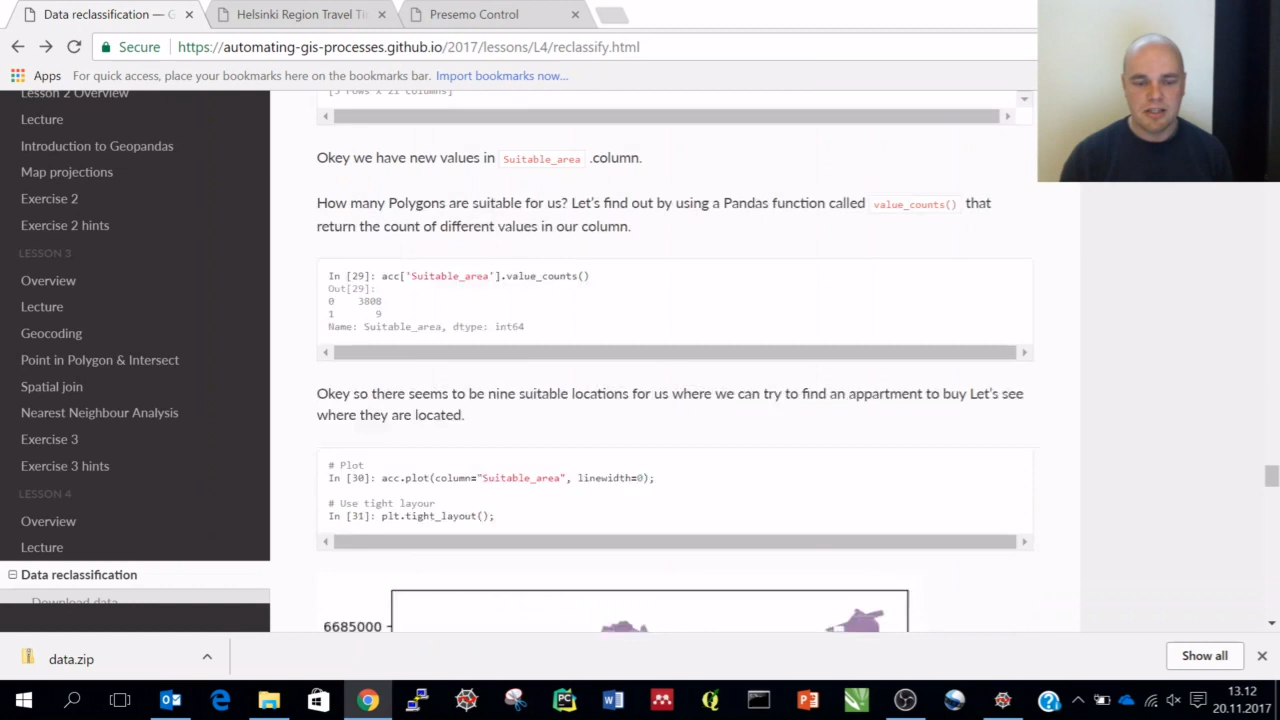 Data reclassification — G
Helsinki Region Travel Ti
Presemo Control
Secure
https://automating-gis-processes.github.io/2017/lessons/L4/reclassify.html
Apps
For quick access, place your bookmarks here on the bookmarks bar. Import bookmarks now...
Lesson 2 Overview
Lecture
Introduction to Geopandas
Map projections
Exercise 2
Exercise 2 hints
LESSON 3
Overview
Lecture
Geocoding
Point in Polygon & Intersect
Spatial join
Nearest Neighbour Analysis
Exercise 3
Exercise 3 hints
LESSON 4
Overview
Lecture
Data reclassification
Download data
[5 rows x 21 columns]
Okey we have new values in Suitable_area .column.
How many Polygons are suitable for us? Let's find out by using a Pandas function called value_counts() that
return the count of different values in our column.
In [29]: acc['Suitable_area'].value_counts()
Out[29]:
0 3808
1 9
Name: Suitable_area, dtype: int64
Okey so there seems to be nine suitable locations for us where we can try to find an appartment to buy Let's see
where they are located.
# Plot
In [30]: acc.plot(column="Suitable_area", linewidth=0);
# Use tight layour
In [31]: plt.tight_layout();
6685000
data.zip
Show all
13.12
20.11.2017